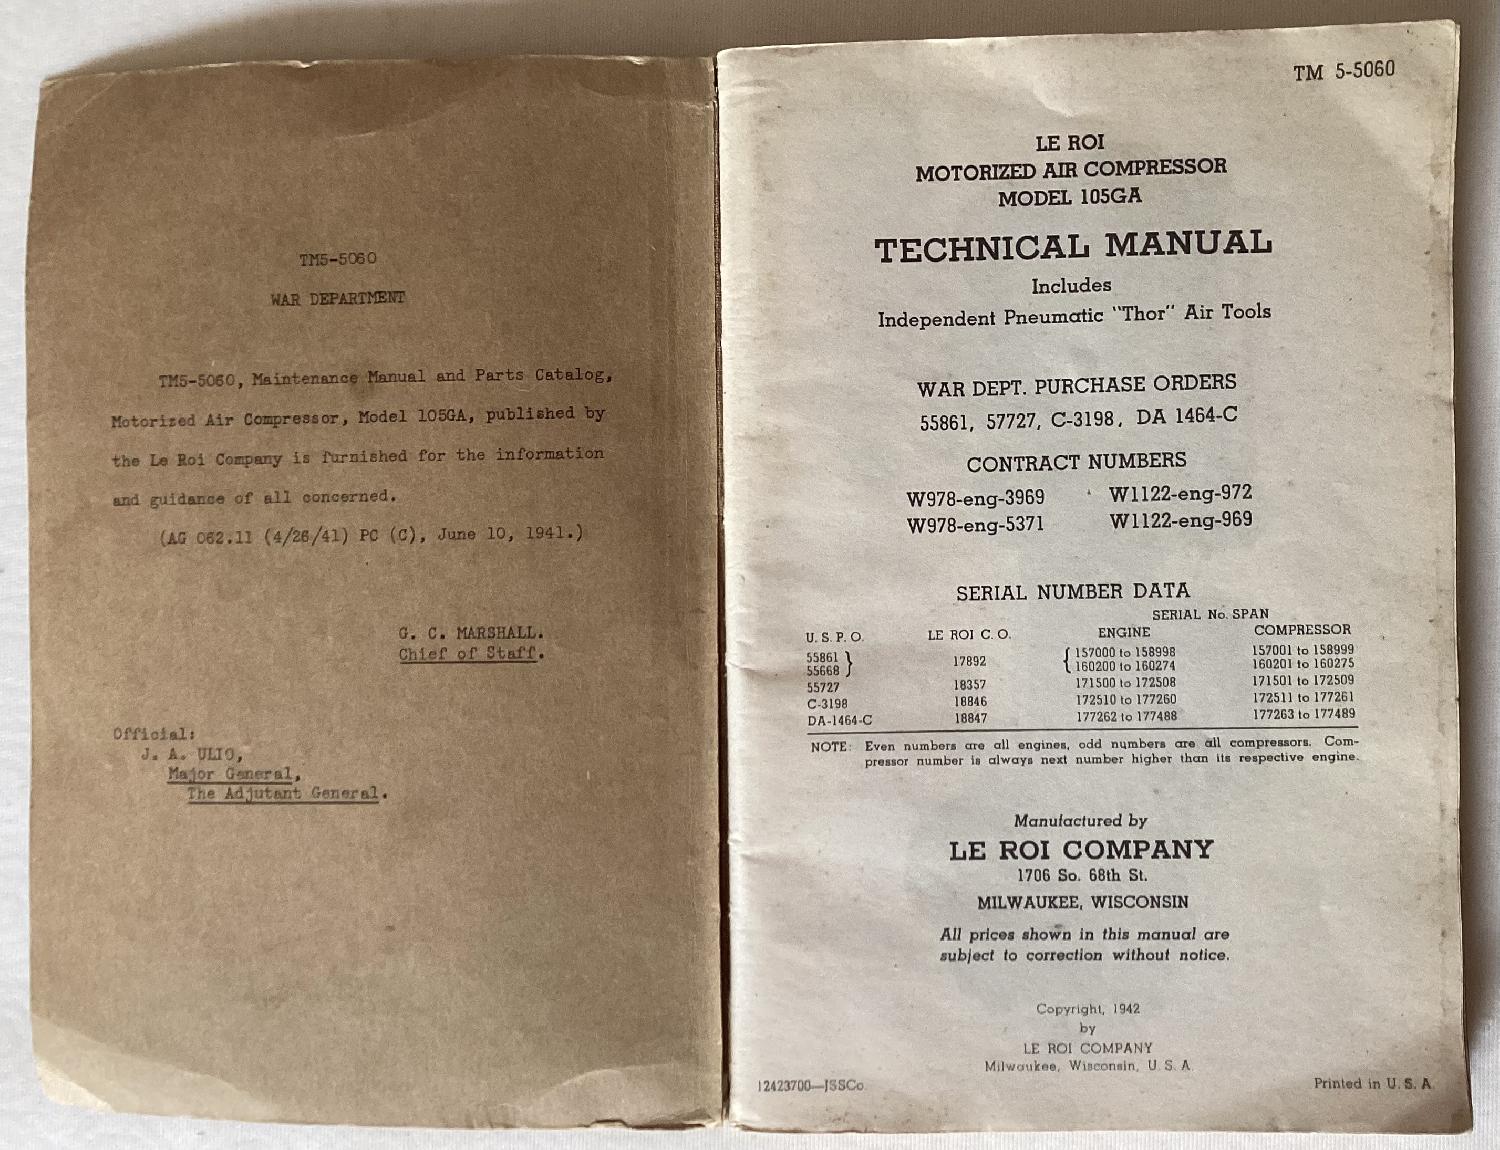 TM5-5060
WAR DEPARTMENT
TM5-5060, Maintenance Manual and Parts Catalog,
Motorized Air Compressor, Model 105GA, published by
the Le Roi Company is furnished for the information
and guidance of all concerned.
(AG 062.11 (4/26/41) PC (C), June 10, 1941.)
G. C. MARSHALL.
Chief of Staff.
Official:
J. A. ULIO,
Major General,
The Adjutant General.
TM 5-5060
LE ROI
MOTORIZED AIR COMPRESSOR
MODEL 105GA
TECHNICAL MANUAL
Includes
Independent Pneumatic "Thor" Air Tools
WAR DEPT. PURCHASE ORDERS
55861, 57727, C-3198, DA 1464-C
CONTRACT NUMBERS
W978-eng-3969 W1122-eng-972
W978-eng-5371 W1122-eng-969
SERIAL NUMBER DATA
SERIAL No. SPAN
U. S. P. O. LE ROI C. O. ENGINE COMPRESSOR
55861 } 17892 { 157000 to 158998 157001 to 158999
55668 160200 to 160274 160201 to 160275
55727 18357 171500 to 172508 171501 to 172509
C-3198 18846 172510 to 177260 172511 to 177261
DA-1464-C 18847 177262 to 177488 177263 to 177489
NOTE: Even numbers are all engines, odd numbers are all compressors. Com-
pressor number is always next number higher than its respective engine.
Manufactured by
LE ROI COMPANY
1706 So. 68th St.
MILWAUKEE, WISCONSIN
All prices shown in this manual are
subject to correction without notice.
Copyright, 1942
by
LE ROI COMPANY
Milwaukee, Wisconsin, U. S. A.
12423700—JSSCo. Printed in U. S. A.